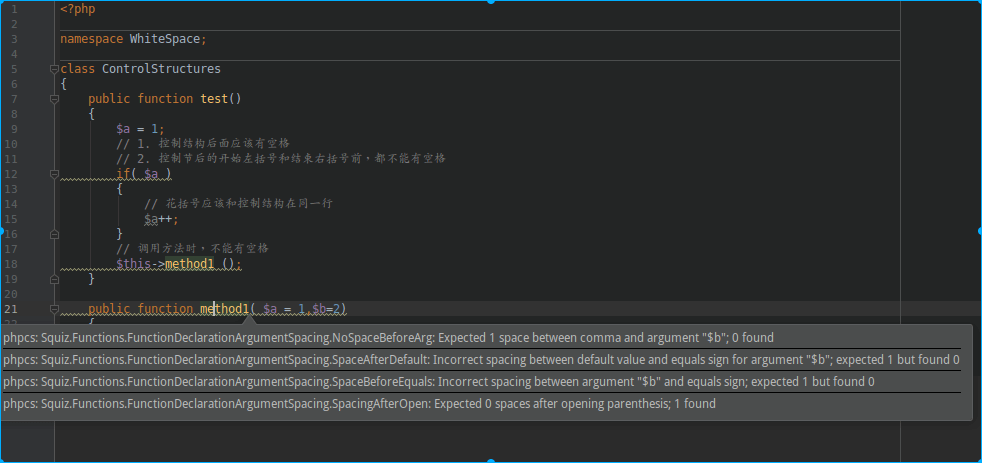 1 <?php
2
3 namespace WhiteSpace;
4
5 class ControlStructures
6 {
7 public function test()
8 {
9 $a = 1;
10 // 1. 控制结构后面应该有空格
11 // 2. 控制节后的开始左括号和结束右括号前，都不能有空格
12 if( $a )
13 {
14 // 花括号应该和控制结构在同一行
15 $a++;
16 }
17 // 调用方法时，不能有空格
18 $this->method1 ();
19 }
20
21 public function method1( $a = 1,$b=2)
{
phpcs: Squiz.Functions.FunctionDeclarationArgumentSpacing.NoSpaceBeforeArg: Expected 1 space between comma and argument "$b"; 0 found
phpcs: Squiz.Functions.FunctionDeclarationArgumentSpacing.SpaceAfterDefault: Incorrect spacing between default value and equals sign for argument "$b"; expected 1 but found 0
phpcs: Squiz.Functions.FunctionDeclarationArgumentSpacing.SpaceBeforeEquals: Incorrect spacing between argument "$b" and equals sign; expected 1 but found 0
phpcs: Squiz.Functions.FunctionDeclarationArgumentSpacing.SpacingAfterOpen: Expected 0 spaces after opening parenthesis; 1 found